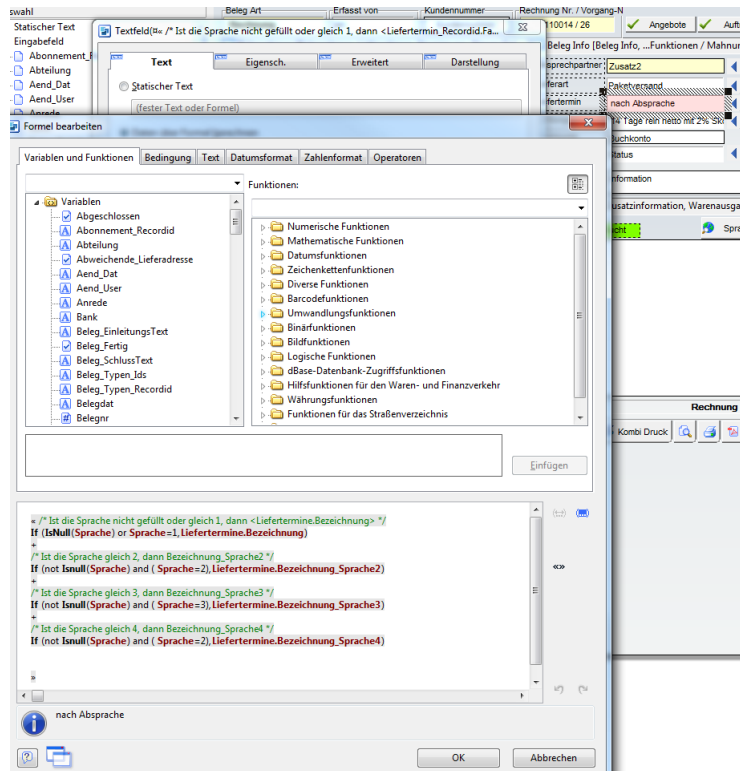 swahl
Beleg Art
Erfasst von
Kundennummer
Rechnung Nr. / Vorgang-N
110014 / 26
Angebote
Auft
Statischer Text
Eingabefeld
Abonnement_R
Abteilung
Aend_Dat
Aend_User
Anrede
Textfeld(¤« /* Ist die Sprache nicht gefüllt oder gleich 1, dann <Liefertermin_Recordid.Fa...
Text
Eigensch.
Erweitert
Darstellung
Statischer Text
(fester Text oder Formel)
Beleg Info [Beleg Info, ...Funktionen / Mahnur
sprechpartner
Zusatz2
ferart
Paketversand
efertermin
nach Absprache
14 Tage rein netto mit 2% Sk
Buchkonto
Status
nformation
usatzinformation, Warenausga
cht
Spra
Rechnung
Kombi Druck
Formel bearbeiten
Variablen und Funktionen
Bedingung
Text
Datumsformat
Zahlenformat
Operatoren
Funktionen:
Variablen
Abgeschlossen
Abonnement_Recordid
Abteilung
Abweichende_Lieferadresse
Aend_Dat
Aend_User
Anrede
Bank
Beleg_EinleitungsText
Beleg_Fertig
Beleg_SchlussText
Beleg_Typen_Ids
Beleg_Typen_Recordid
Belegdat
Belegnr
Numerische Funktionen
Mathematische Funktionen
Datumsfunktionen
Zeichenkettenfunktionen
Diverse Funktionen
Barcodefunktionen
Umwandlungsfunktionen
Binärfunktionen
Bildfunktionen
Logische Funktionen
dBase-Datenbank-Zugriffsfunktionen
Hilfsfunktionen für den Waren- und Finanzverkehr
Währungsfunktionen
Funktionen für das Straßenverzeichnis
Einfügen
« /* Ist die Sprache nicht gefüllt oder gleich 1, dann <Liefertermine.Bezeichnung> */
If (IsNull(Sprache) or Sprache=1,Liefertermine.Bezeichnung)
+
/* Ist die Sprache gleich 2, dann Bezeichnung_Sprache2 */
If (not Isnull(Sprache) and ( Sprache=2),Liefertermine.Bezeichnung_Sprache2)
+
/* Ist die Sprache gleich 3, dann Bezeichnung_Sprache3 */
If (not Isnull(Sprache) and ( Sprache=3),Liefertermine.Bezeichnung_Sprache3)
+
/* Ist die Sprache gleich 4, dann Bezeichnung_Sprache4 */
If (not Isnull(Sprache) and ( Sprache=2),Liefertermine.Bezeichnung_Sprache4)
»
«»
nach Absprache
OK
Abbrechen